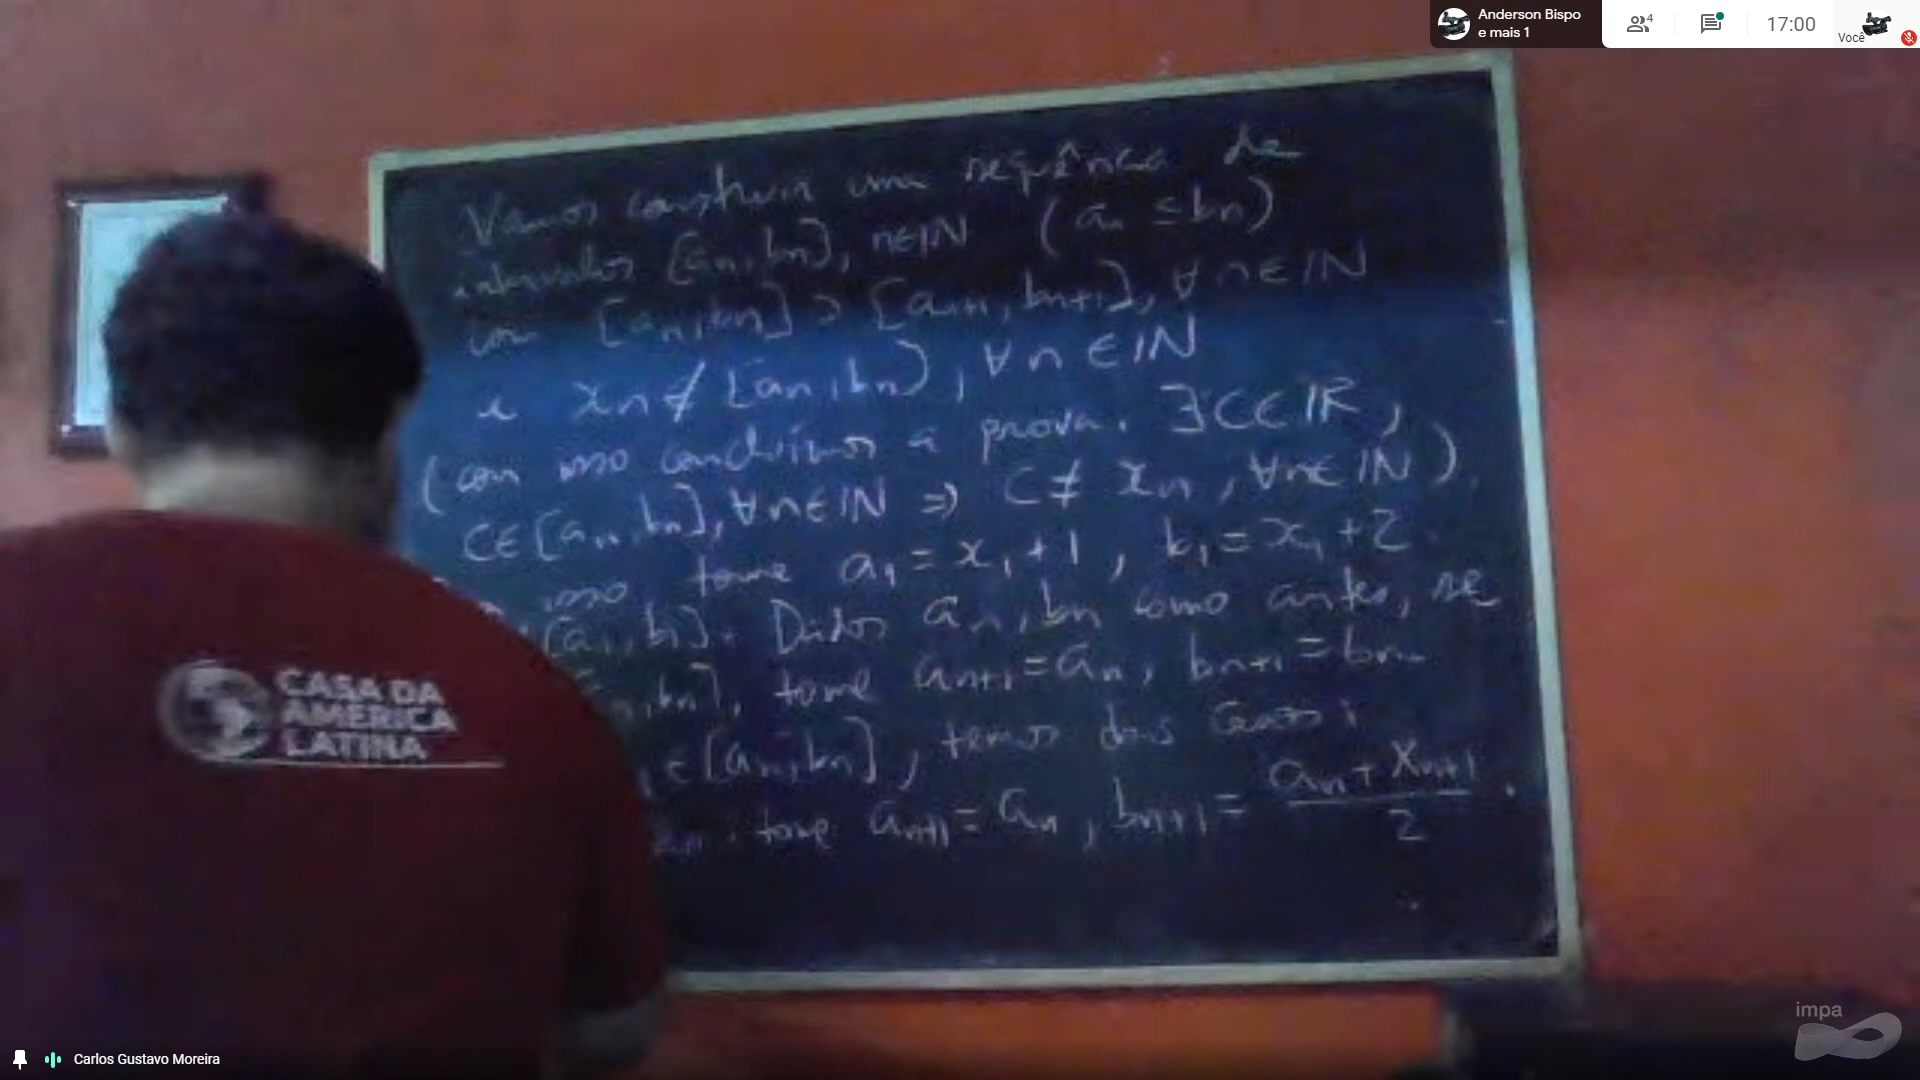 Anderson Bispo
e mais 1
4
17:00
Você
Vamos construir uma sequência de
intervalos [an, bn], n∈IN (an ≤ bn)
com [an, bn] ⊃ [an+1, bn+1], ∀ n ∈ IN
e xn ∉ [an, bn], ∀ n ∈ IN
(com isso concluímos a prova. ∃ c ∈ IR,
c ∈ [an, bn], ∀ n ∈ IN ⇒ c ≠ xn, ∀ n ∈ IN).
isso, tome a1 = x1 + 1, b1 = x1 + 2.
[a1, b1]. Dados an, bn como antes, se
, bn], tome an+1 = an, bn+1 = bn
∈ [an, bn], temos dois casos:
an: tome an+1 = an, bn+1 = (an + xn+1)/2.
CASA DA
AMERICA
LATINA
Carlos Gustavo Moreira
impa